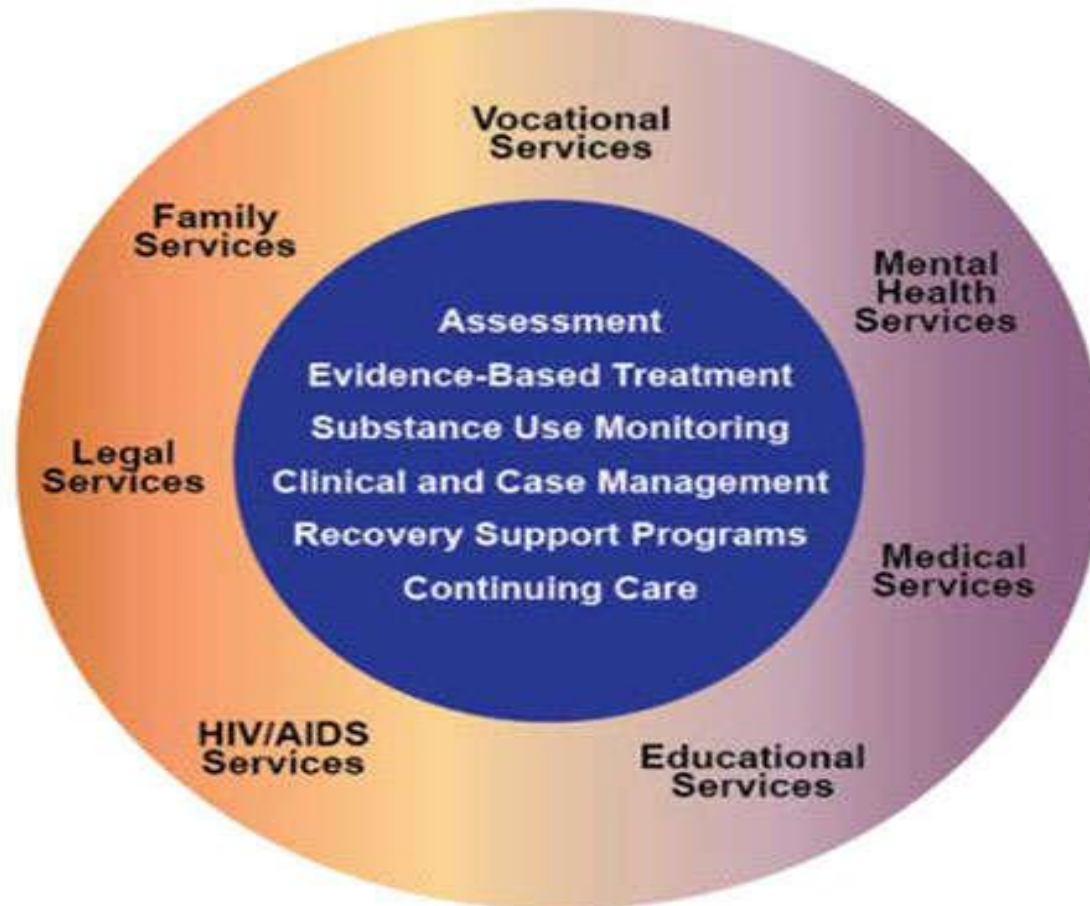 Vocational
Services
Family
Services
Mental
Health
Services
Assessment
Evidence-Based Treatment
Substance Use Monitoring
Clinical and Case Management
Recovery Support Programs
Continuing Care
Legal
Services
Medical
Services
HIV/AIDS
Services
Educational
Services